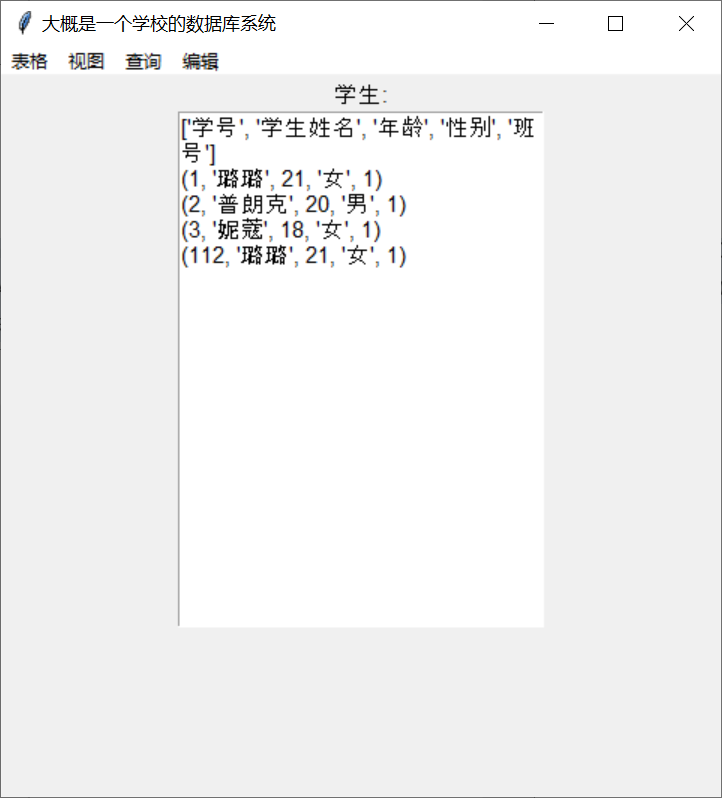 大概是一个学校的数据库系统
表格 视图 查询 编辑
学生:
['学号', '学生姓名', '年龄', '性别', '班
号']
(1, '璐璐', 21, '女', 1)
(2, '普朗克', 20, '男', 1)
(3, '妮蔻', 18, '女', 1)
(112, '璐璐', 21, '女', 1)